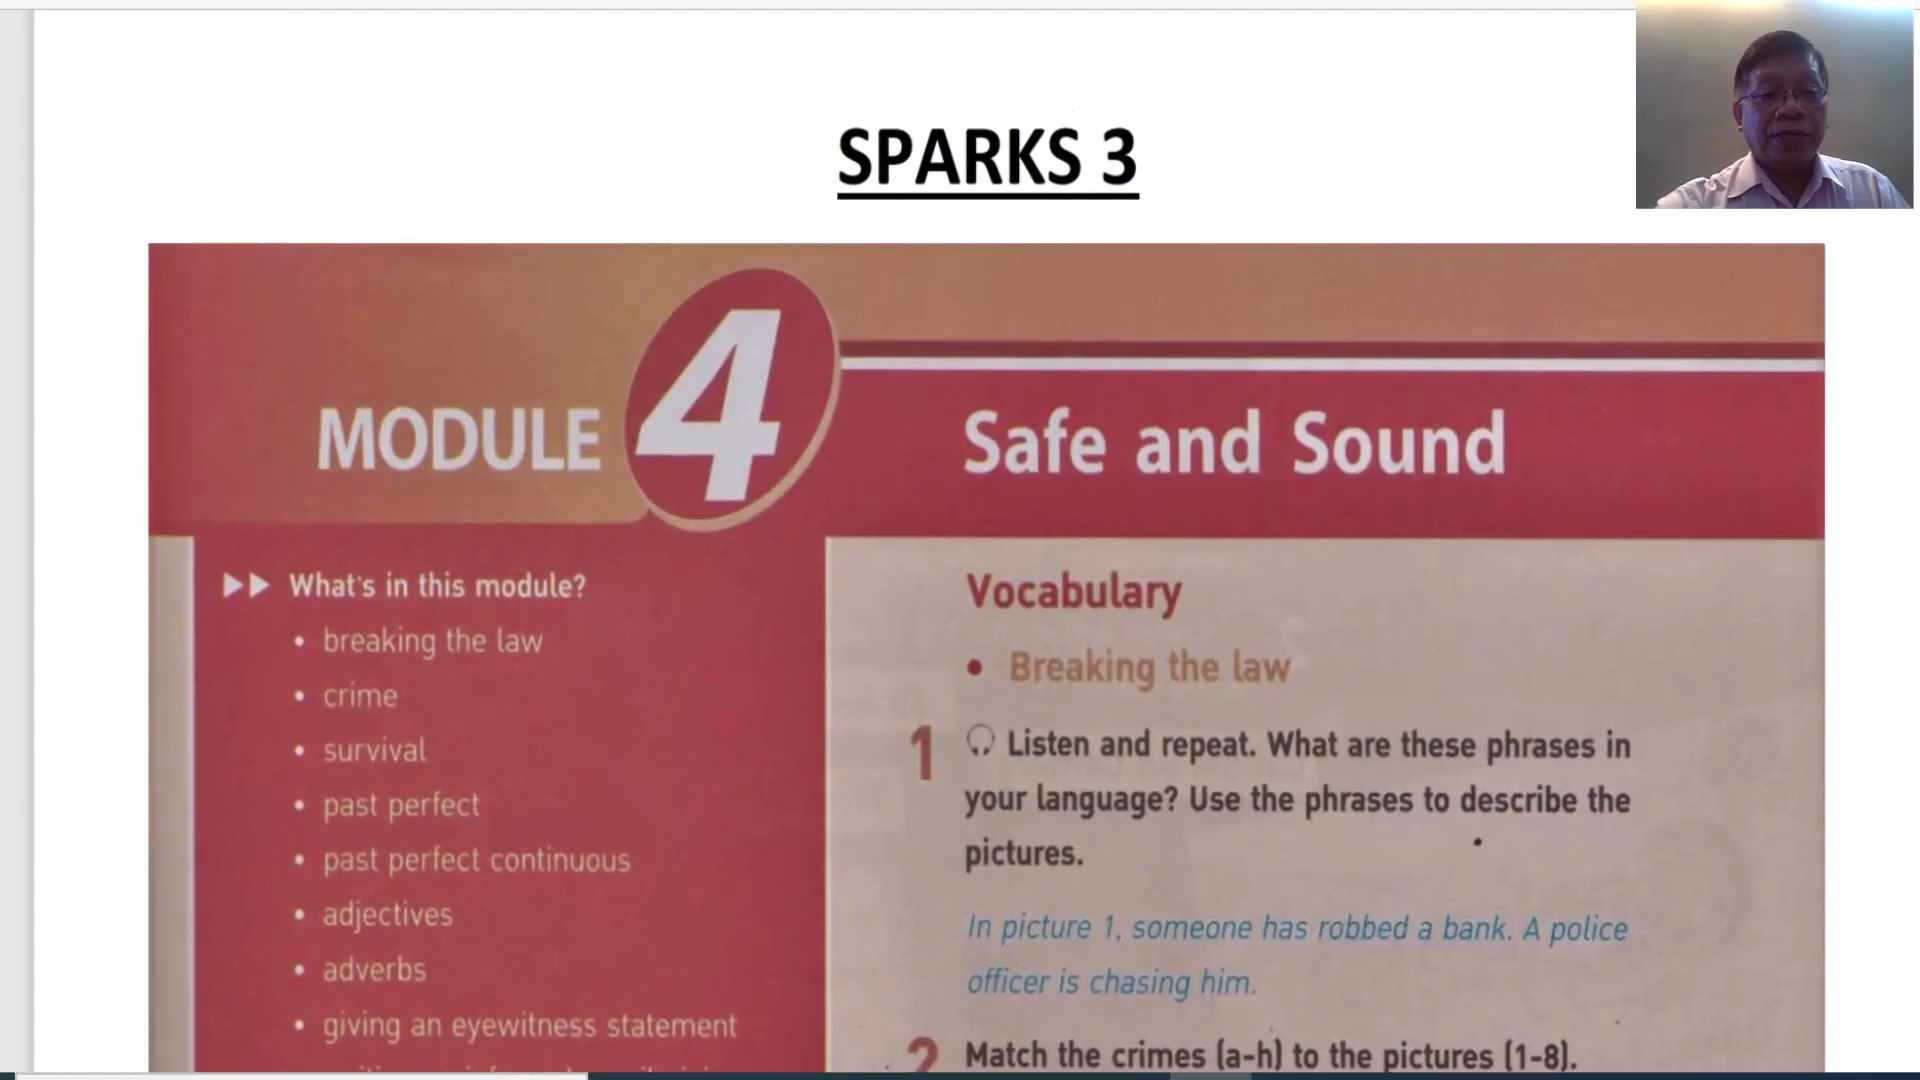 SPARKS 3
MODULE 4
Safe and Sound
What's in this module?
• breaking the law
• crime
• survival
• past perfect
• past perfect continuous
• adjectives
• adverbs
• giving an eyewitness statement
Vocabulary
• Breaking the law
1 Listen and repeat. What are these phrases in
your language? Use the phrases to describe the
pictures.
In picture 1, someone has robbed a bank. A police
officer is chasing him.
2 Match the crimes (a-h) to the pictures (1-8).